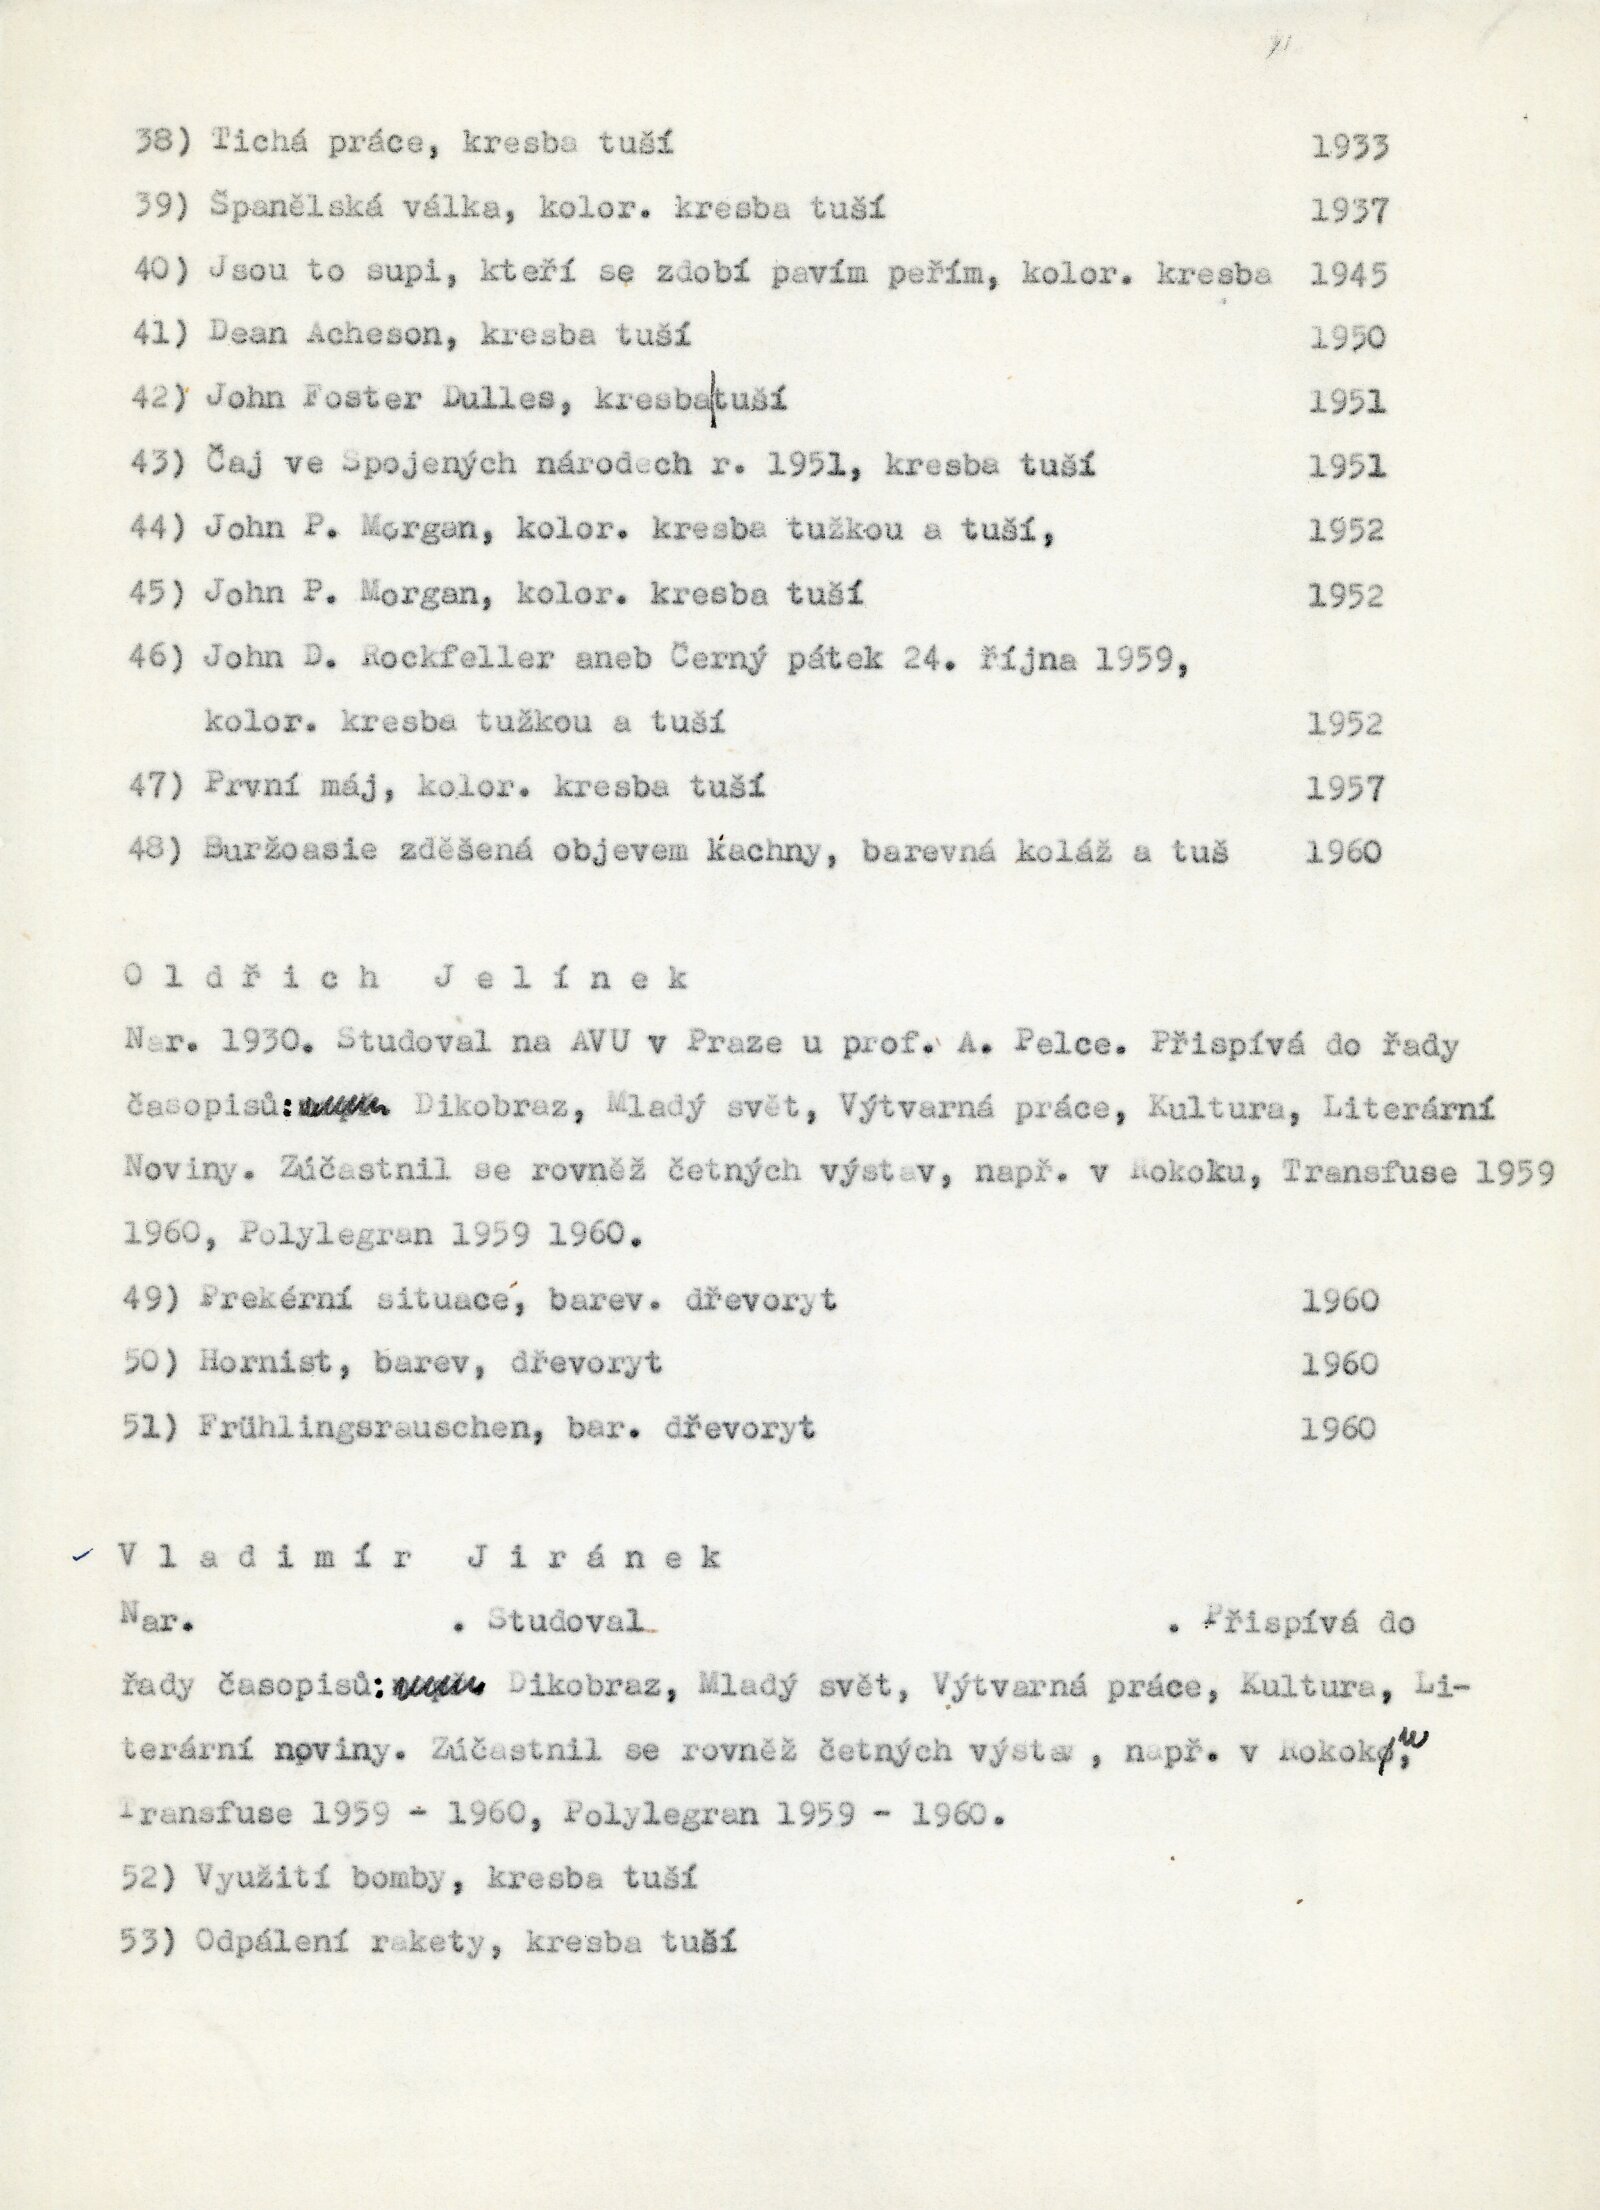 38) Tichá práce, kresba tuší 1933
39) Španělská válka, kolor. kresba tuší 1937
40) Jsou to supi, kteří se zdobí pavím peřím, kolor. kresba 1945
41) Dean Acheson, kresba tuší 1950
42) John Foster Dulles, kresba|tuší 1951
43) Čaj ve Spojených národech r. 1951, kresba tuší 1951
44) John P. Morgan, kolor. kresba tužkou a tuší, 1952
45) John P. Morgan, kolor. kresba tuší 1952
46) John D. Rockfeller aneb Černý pátek 24. října 1959,
kolor. kresba tužkou a tuší 1952
47) První máj, kolor. kresba tuší 1957
48) Buržoasie zděšená objevem kachny, barevná koláž a tuš 1960
O l d ř i c h J e l í n e k
Nar. 1930. Studoval na AVU v Praze u prof. A. Pelce. Přispívá do řady
časopisů: Dikobraz, Mladý svět, Výtvarná práce, Kultura, Literární
Noviny. Zúčastnil se rovněž četných výstav, např. v Rokoku, Transfuse 1959
1960, Polylegran 1959 1960.
49) Prekérní situace, barev. dřevoryt 1960
50) Hornist, barev, dřevoryt 1960
51) Frühlingsrauschen, bar. dřevoryt 1960
V l a d i m í r J i r á n e k
Nar. . Studoval . Přispívá do
řady časopisů: Dikobraz, Mladý svět, Výtvarná práce, Kultura, Li-
terární noviny. Zúčastnil se rovněž četných výstav , např. v Rokoku,
Transfuse 1959 - 1960, Polylegran 1959 - 1960.
52) Využití bomby, kresba tuší
53) Odpálení rakety, kresba tuší